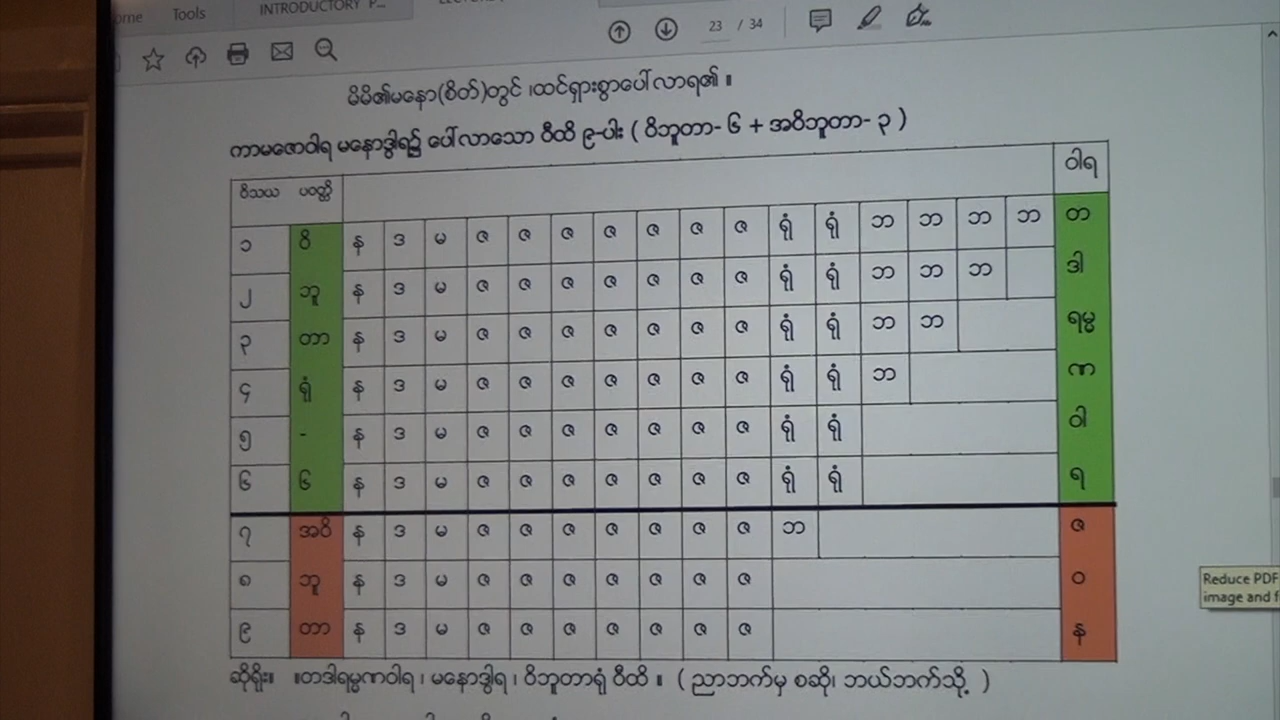 ome Tools INTRODUCTORY P...
23 / 34
မိမိ၏မနော(စိတ်)တွင် ၊ထင်ရှားစွာပေါ်လာရ၏ ။
ကာမဇောဝါရ မနောဒွါရ၌ ပေါ်လာသော ဝီထိ ၉-ပါး ( ဝိဘူတာ- ၆ + အဝိဘူတာ- ၃ )
ဝိသယ ပဝတ္တိ ဝါရ
၁ ဝိ န ဒ မ ဇ ဇ ဇ ဇ ဇ ဇ ဇ ရုံ ရုံ ဘ ဘ ဘ ဘ တ
၂ ဘူ န ဒ မ ဇ ဇ ဇ ဇ ဇ ဇ ဇ ရုံ ရုံ ဘ ဘ ဘ ဒါ
၃ တာ န ဒ မ ဇ ဇ ဇ ဇ ဇ ဇ ဇ ရုံ ရုံ ဘ ဘ ရမ္မ
၄ ရုံ န ဒ မ ဇ ဇ ဇ ဇ ဇ ဇ ဇ ရုံ ရုံ ဘ ဏ
၅ - န ဒ မ ဇ ဇ ဇ ဇ ဇ ဇ ဇ ရုံ ရုံ ဝါ
၆ ၆ န ဒ မ ဇ ဇ ဇ ဇ ဇ ဇ ဇ ရုံ ရုံ ရ
၇ အဝိ န ဒ မ ဇ ဇ ဇ ဇ ဇ ဇ ဇ ဘ ဇ
၈ ဘူ န ဒ မ ဇ ဇ ဇ ဇ ဇ ဇ ဇ ဝ
၉ တာ န ဒ မ ဇ ဇ ဇ ဇ ဇ ဇ ဇ န
ဆိုရိုး။ ။တဒါရမ္မဏဝါရ ၊ မနောဒွါရ ၊ ဝိဘူတာရုံ ဝီထိ ။ ( ညာဘက်မှ စဆို၊ ဘယ်ဘက်သို့ )
Reduce PDF
image and f